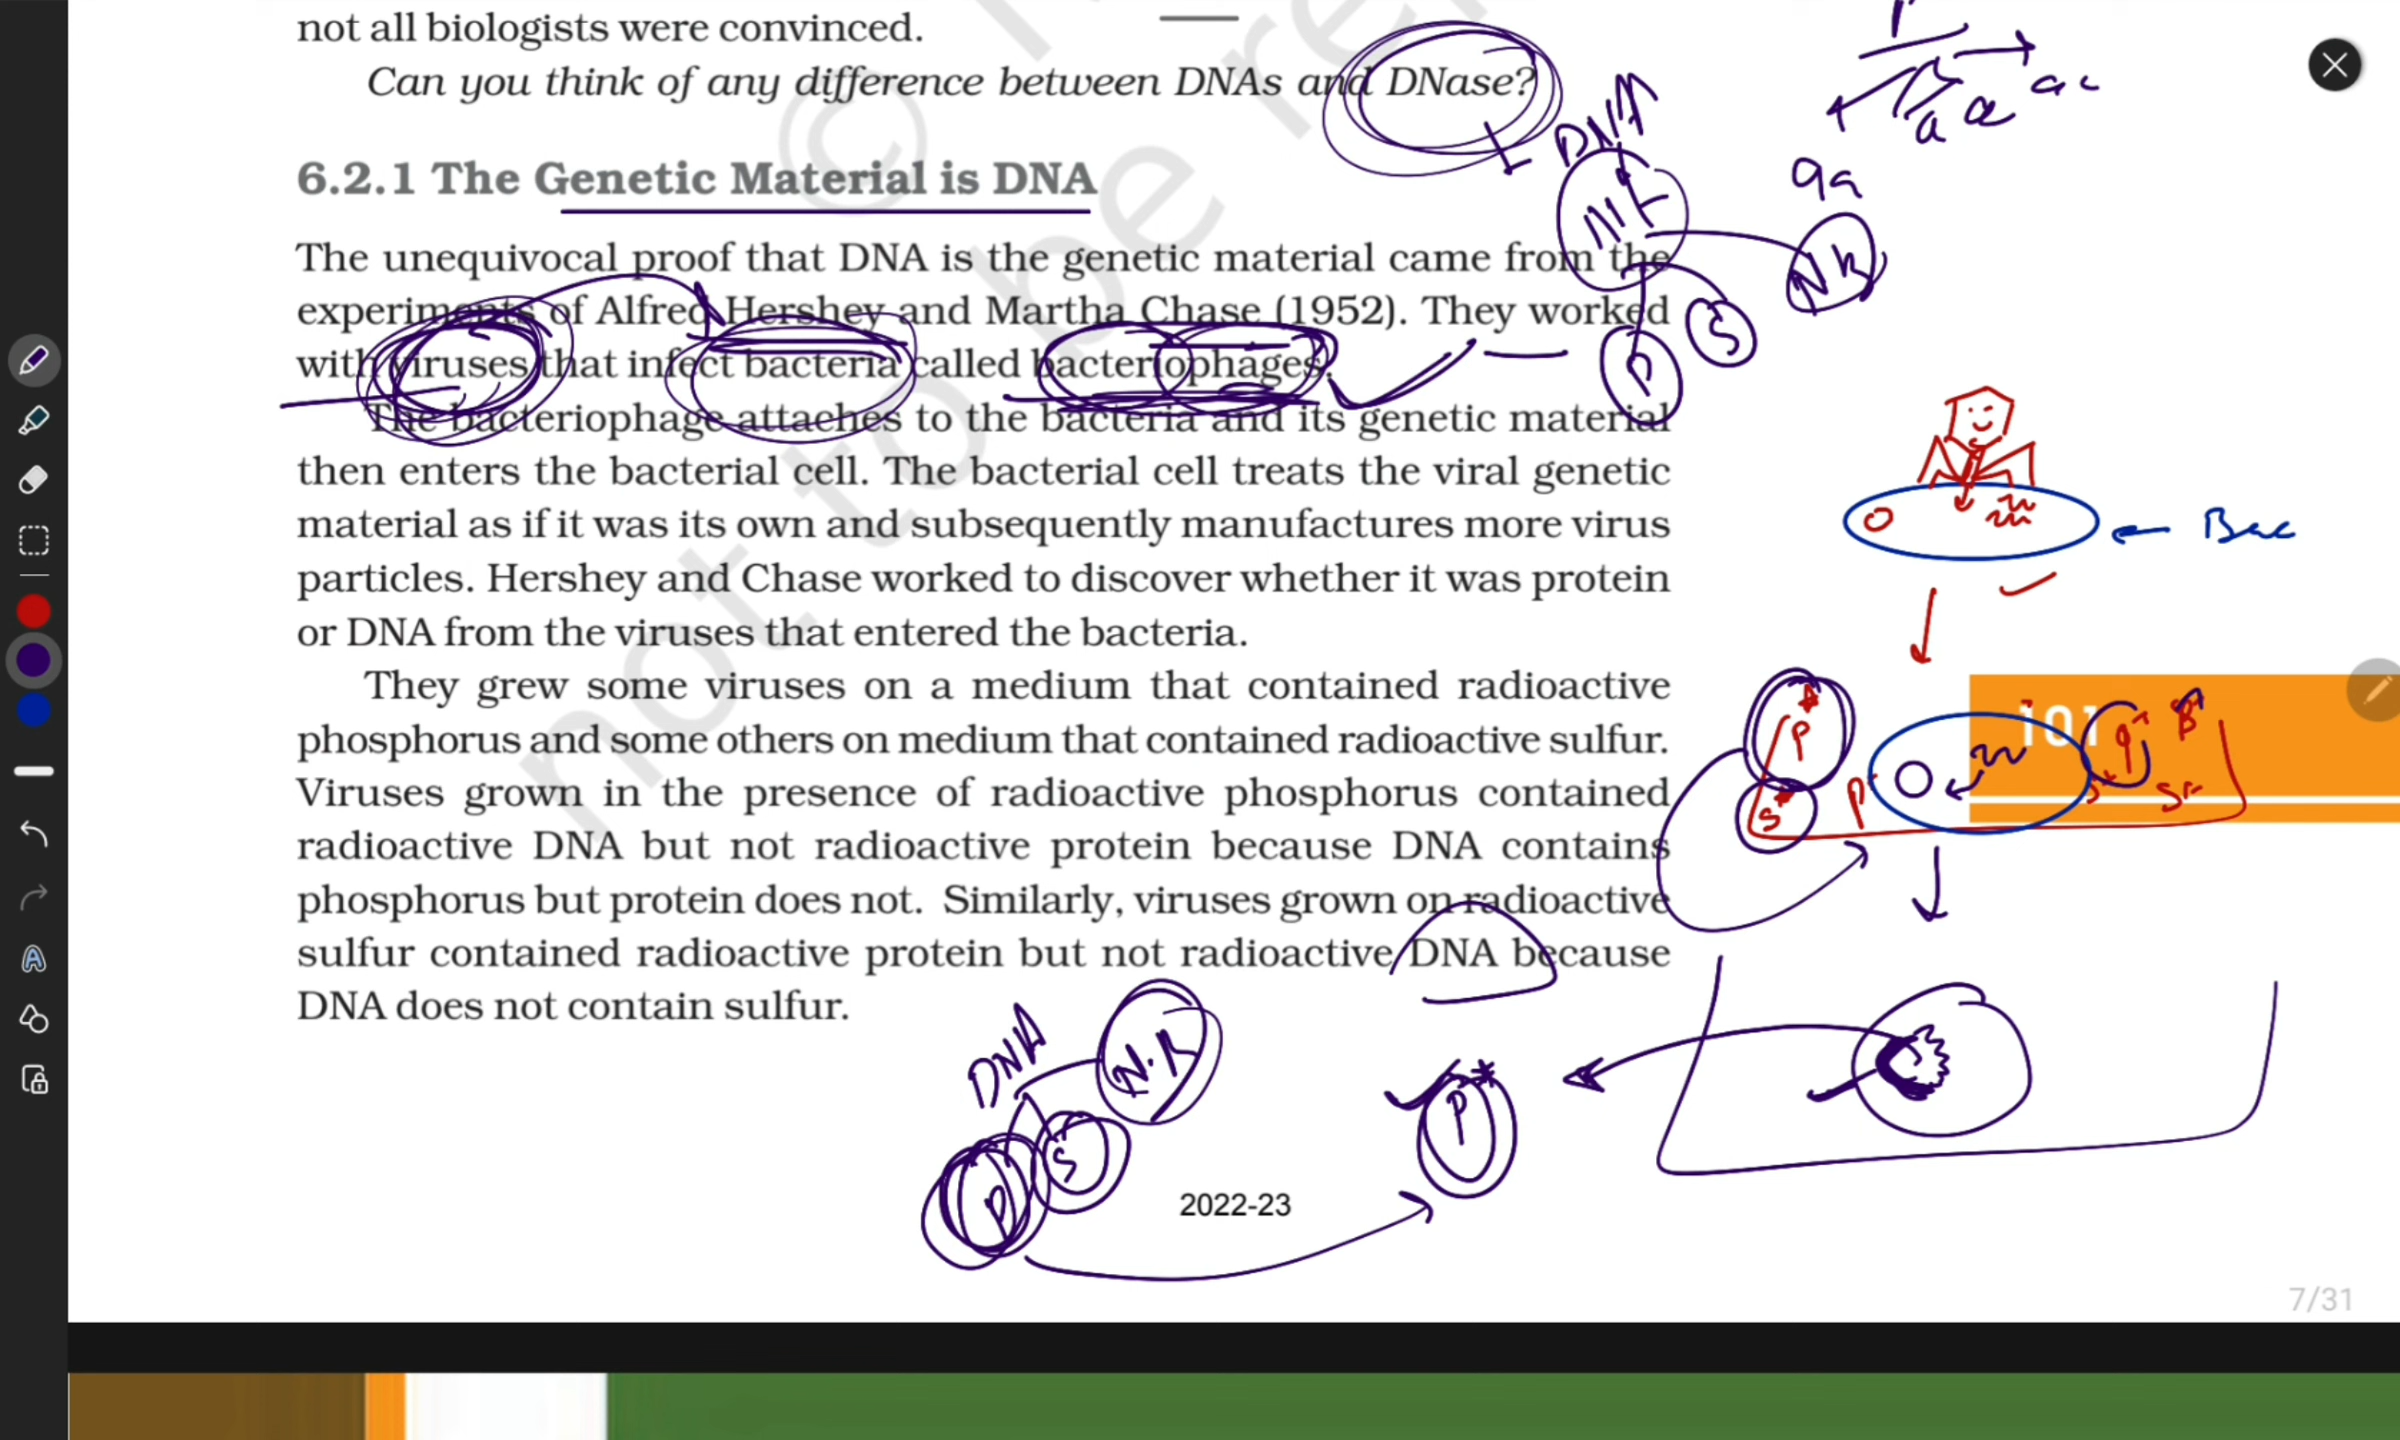 not all biologists were convinced.
Can you think of any difference between DNAs and DNase?
DNA
6.2.1 The Genetic Material is DNA
The unequivocal proof that DNA is the genetic material came from the
experiments of Alfred Hershey and Martha Chase (1952). They worked
with viruses that infect bacteria called bacteriophages.
S
P
The bacteriophage attaches to the bacteria and its genetic material
then enters the bacterial cell. The bacterial cell treats the viral genetic
material as if it was its own and subsequently manufactures more virus
← Bac
particles. Hershey and Chase worked to discover whether it was protein
or DNA from the viruses that entered the bacteria.
They grew some viruses on a medium that contained radioactive
phosphorus and some others on medium that contained radioactive sulfur.
P*
101
S*
Viruses grown in the presence of radioactive phosphorus contained
radioactive DNA but not radioactive protein because DNA contains
phosphorus but protein does not. Similarly, viruses grown on radioactive
sulfur contained radioactive protein but not radioactive DNA because
DNA does not contain sulfur.
DNA
P*
S
P
2022-23
7/31
not to be re